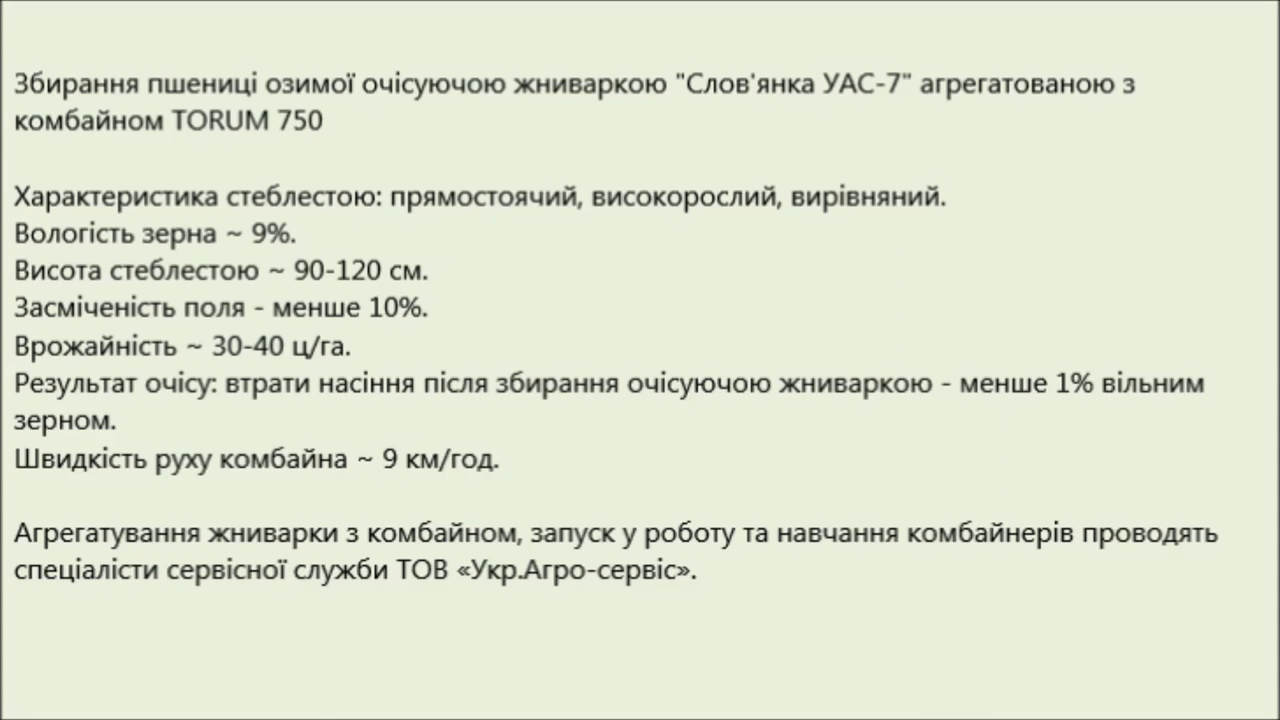 Збирання пшениці озимої очісуючою жниваркою "Слов'янка УАС-7" агрегатованою з
комбайном TORUM 750
Характеристика стеблестою: прямостоячий, високорослий, вирівняний.
Вологість зерна ~ 9%.
Висота стеблестою ~ 90-120 см.
Засміченість поля - менше 10%.
Врожайність ~ 30-40 ц/га.
Результат очісу: втрати насіння після збирання очісуючою жниваркою - менше 1% вільним
зерном.
Швидкість руху комбайна ~ 9 км/год.
Агрегатування жниварки з комбайном, запуск у роботу та навчання комбайнерів проводять
спеціалісти сервісної служби ТОВ «Укр.Агро-сервіс».